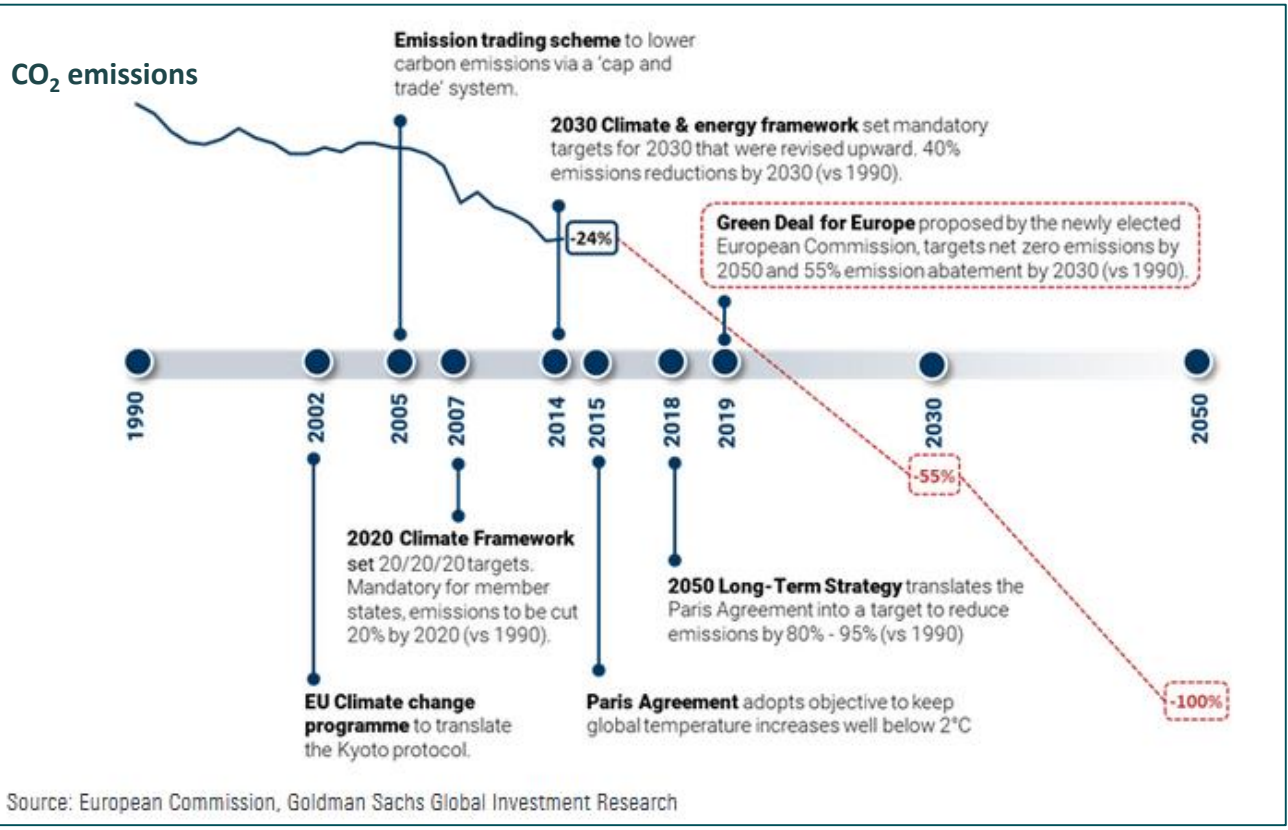 CO₂ emissions
Emission trading scheme to lower
carbon emissions via a 'cap and
trade' system.
2030 Climate & energy framework set mandatory
targets for 2030 that were revised upward. 40%
emissions reductions by 2030 (vs 1990).
Green Deal for Europe proposed by the newly elected
European Commission, targets net zero emissions by
2050 and 55% emission abatement by 2030 (vs 1990).
-24%
1990
2002
2005
2007
2014
2015
2018
2019
2030
2050
-55%
-100%
2020 Climate Framework
set 20/20/20 targets.
Mandatory for member
states, emissions to be cut
20% by 2020 (vs 1990).
2050 Long-Term Strategy translates the
Paris Agreement into a target to reduce
emissions by 80% - 95% (vs 1990)
EU Climate change
programme to translate
the Kyoto protocol.
Paris Agreement adopts objective to keep
global temperature increases well below 2°C
Source: European Commission, Goldman Sachs Global Investment Research